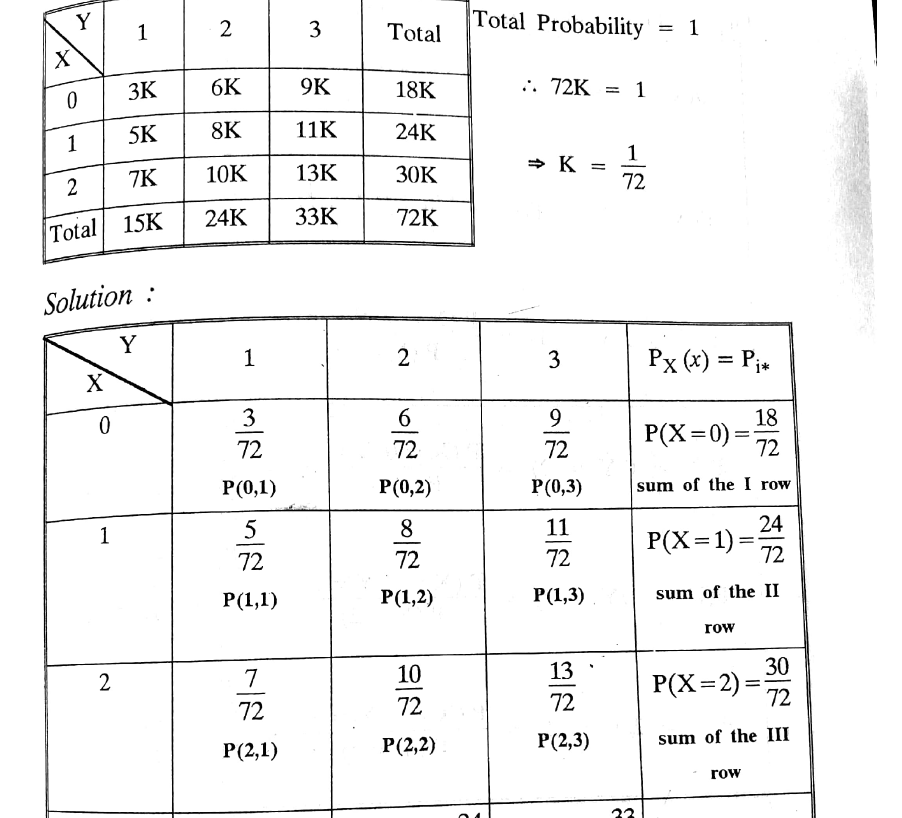 Y 1 2 3 Total
X
0 3K 6K 9K 18K
1 5K 8K 11K 24K
2 7K 10K 13K 30K
Total 15K 24K 33K 72K
Total Probability = 1
∴ 72K = 1
⇒ K = 1/72
Solution :
Y 1 2 3 P_X (x) = P_i*
X
0 3/72 6/72 9/72 P(X=0)=18/72
P(0,1) P(0,2) P(0,3) sum of the I row
1 5/72 8/72 11/72 P(X=1)=24/72
P(1,1) P(1,2) P(1,3) sum of the II
row
2 7/72 10/72 13/72 P(X=2)=30/72
P(2,1) P(2,2) P(2,3) sum of the III
row
24 33